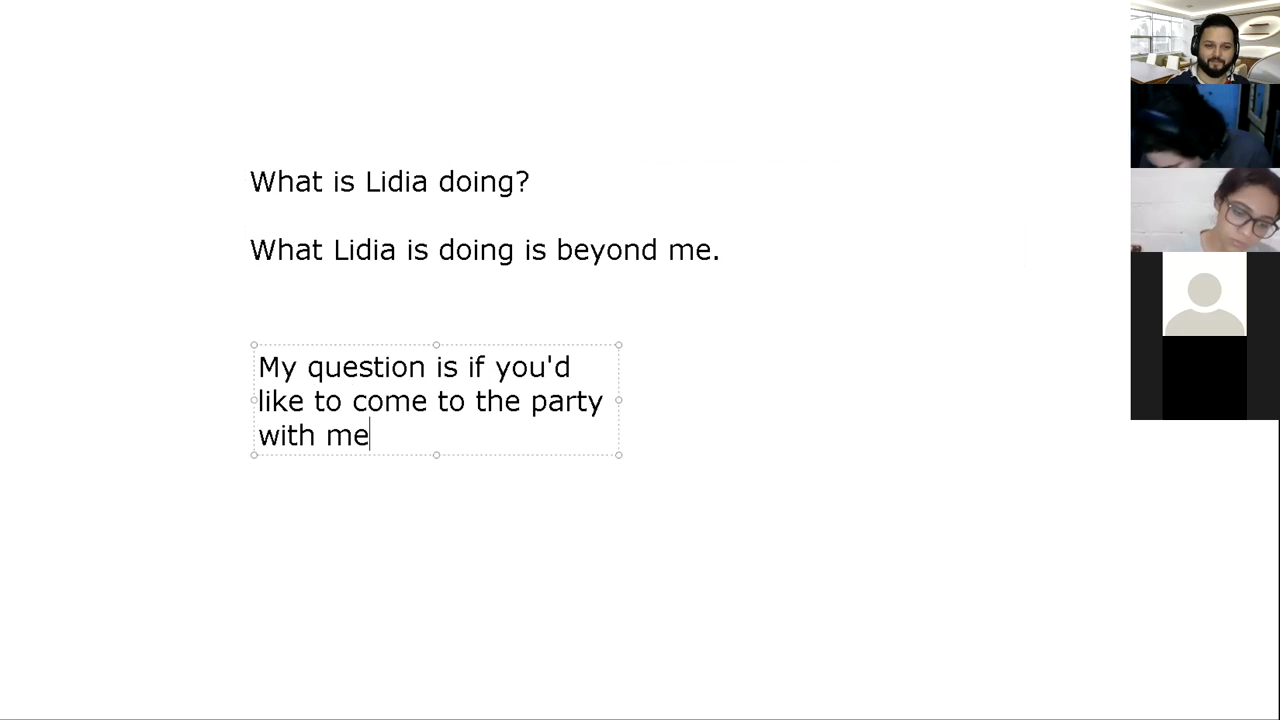 What is Lidia doing?
What Lidia is doing is beyond me.
My question is if you'd
like to come to the party
with me